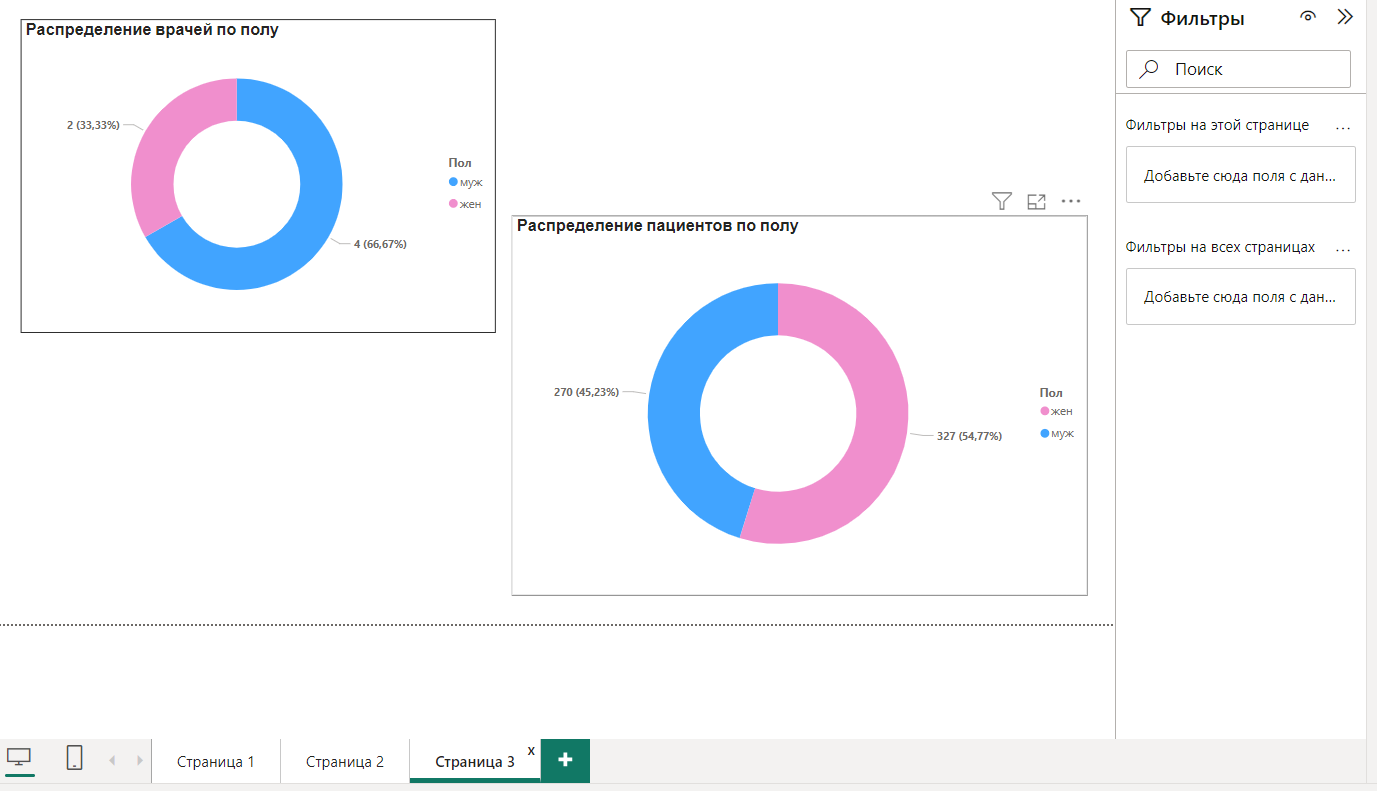 Распределение врачей по полу
2 (33,33%)
4 (66,67%)
Пол
муж
жен
Распределение пациентов по полу
270 (45,23%)
327 (54,77%)
Пол
жен
муж
Фильтры
Поиск
Фильтры на этой странице ...
Добавьте сюда поля с дан...
Фильтры на всех страницах ...
Добавьте сюда поля с дан...
Страница 1 Страница 2 Страница 3 x +